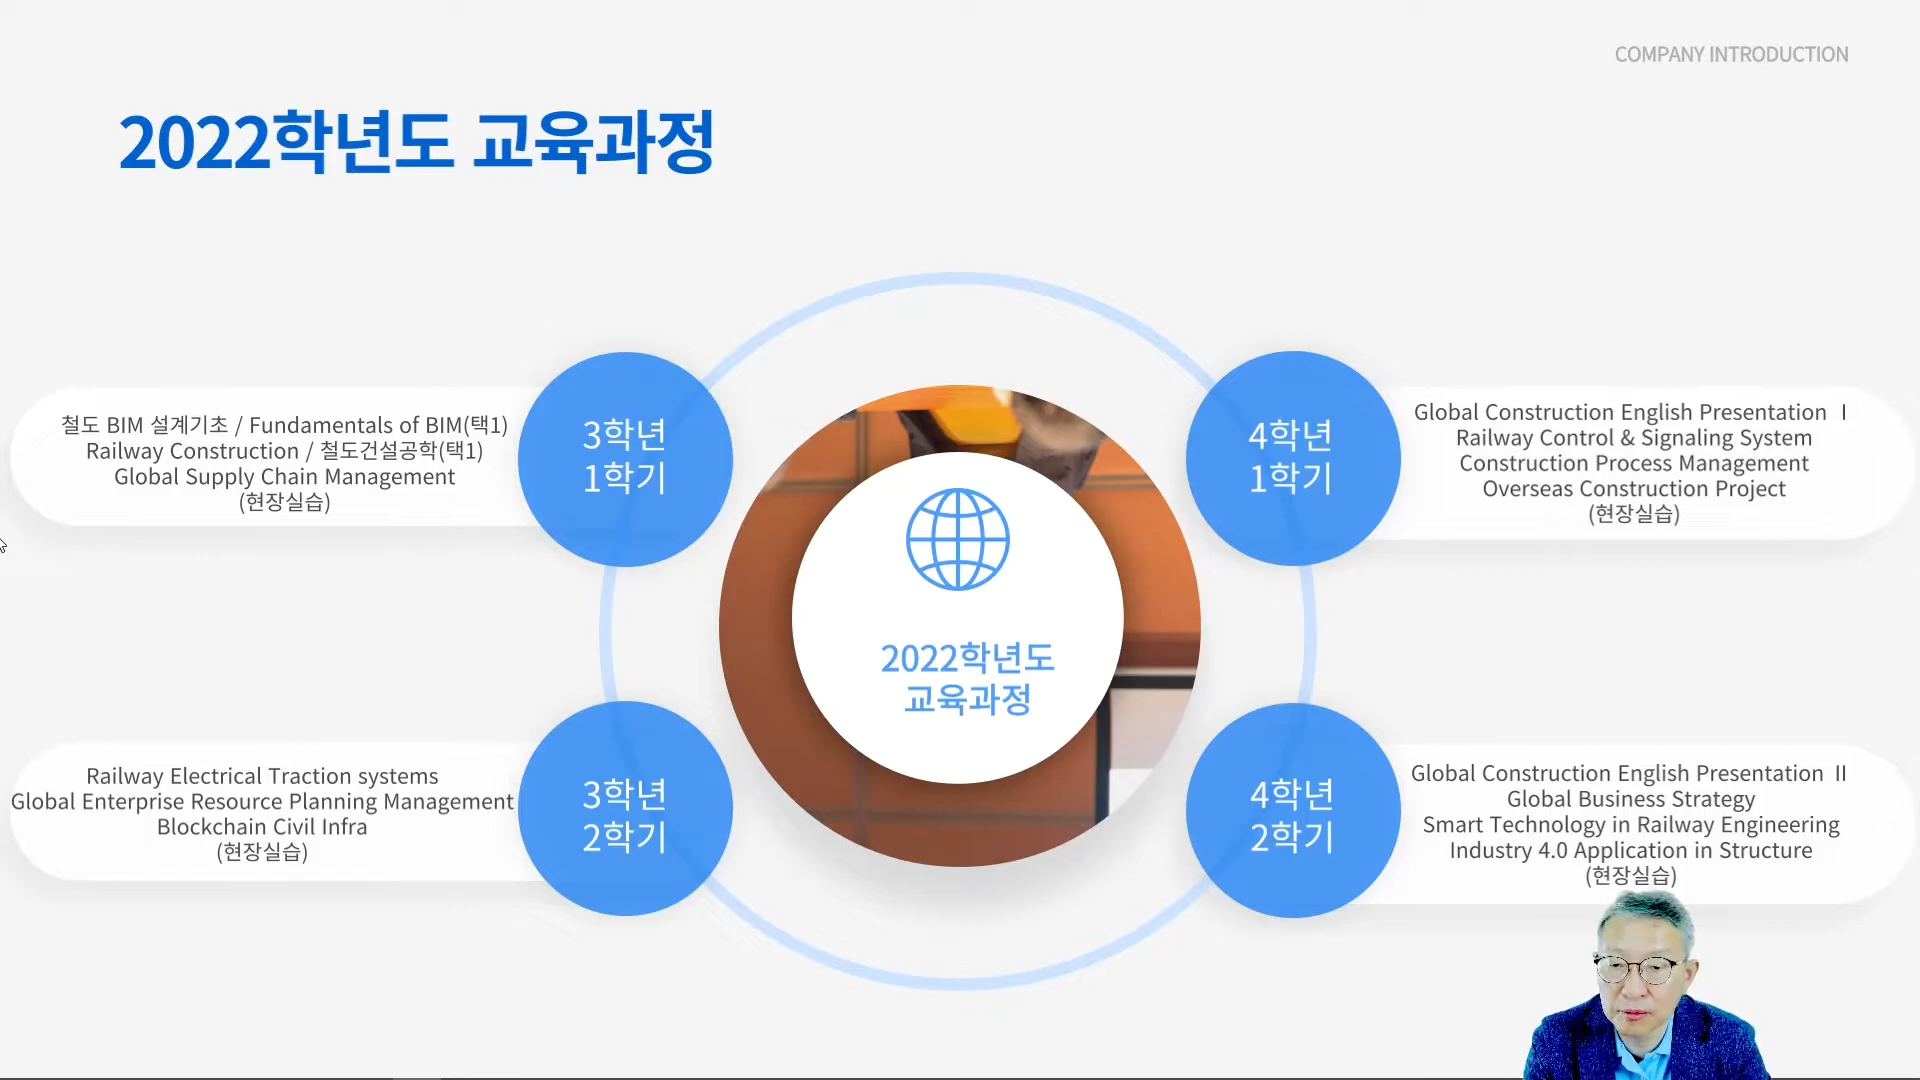 COMPANY INTRODUCTION
2022학년도 교육과정
철도 BIM 설계기초 / Fundamentals of BIM(택1)
Railway Construction / 철도건설공학(택1)
Global Supply Chain Management
(현장실습)
3학년
1학기
4학년
1학기
Global Construction English Presentation Ⅰ
Railway Control & Signaling System
Construction Process Management
Overseas Construction Project
(현장실습)
2022학년도
교육과정
Railway Electrical Traction systems
Global Enterprise Resource Planning Management
Blockchain Civil Infra
(현장실습)
3학년
2학기
4학년
2학기
Global Construction English Presentation Ⅱ
Global Business Strategy
Smart Technology in Railway Engineering
Industry 4.0 Application in Structure
(현장실습)